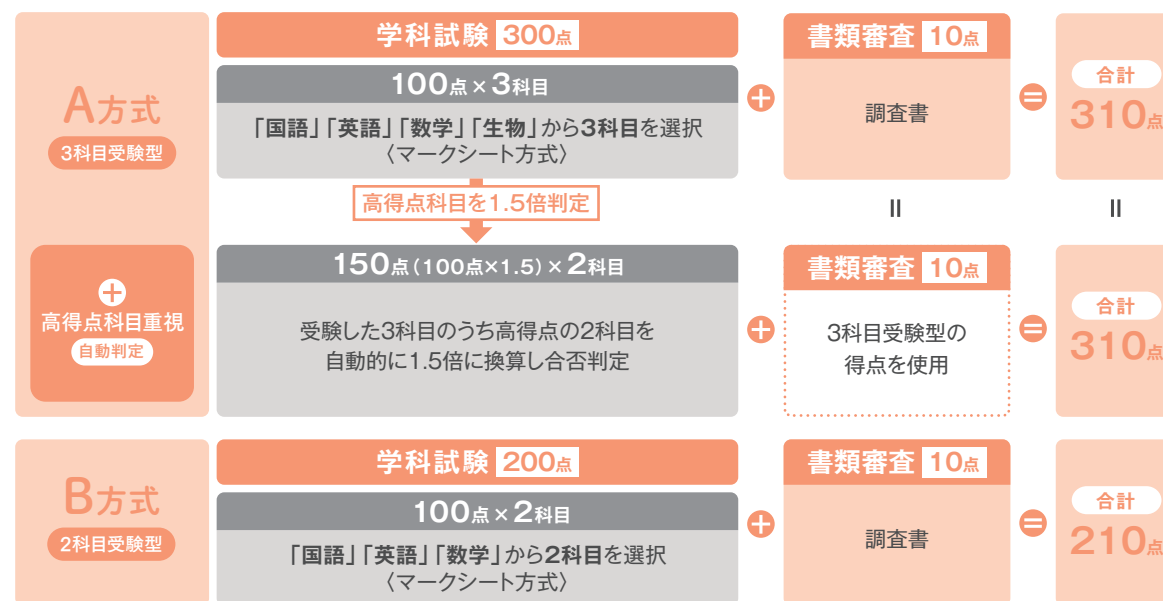 A方式
3科目受験型
学科試験 300点
100点×3科目
「国語」「英語」「数学」「生物」から3科目を選択
〈マークシート方式〉
+
書類審査 10点
調査書
=
合計
310点
高得点科目を1.5倍判定
=
=
+
高得点科目重視
自動判定
150点(100点×1.5)×2科目
受験した3科目のうち高得点の2科目を
自動的に1.5倍に換算し合否判定
+
書類審査 10点
3科目受験型の
得点を使用
=
合計
310点
B方式
2科目受験型
学科試験 200点
100点×2科目
「国語」「英語」「数学」から2科目を選択
〈マークシート方式〉
+
書類審査 10点
調査書
=
合計
210点